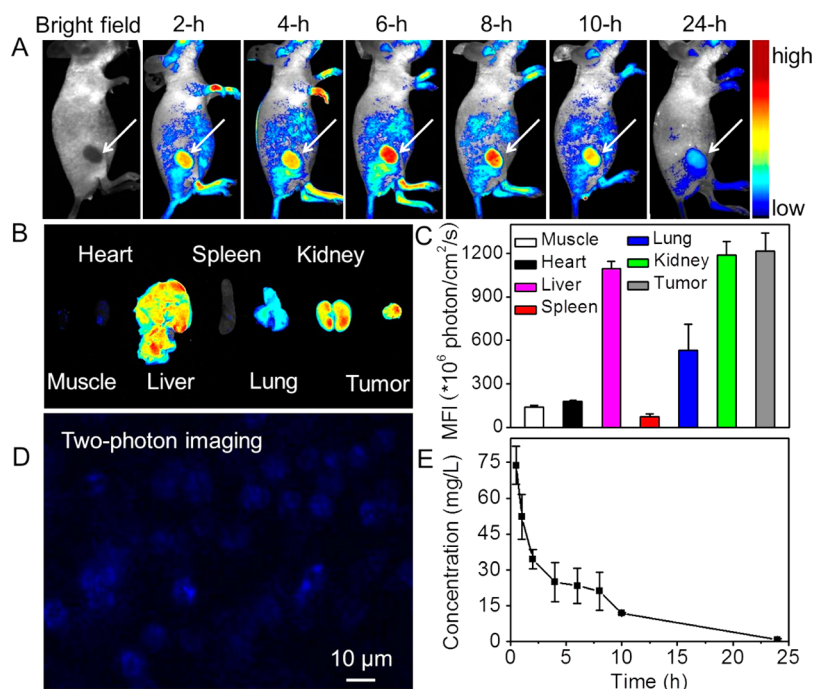 Bright field 2-h 4-h 6-h 8-h 10-h 24-h
A
high
low
B
Heart Spleen Kidney
Muscle Liver Lung Tumor
C
MFI (*10⁶ photon/cm²/s)
1200
900
600
300
0
Muscle
Heart
Liver
Spleen
Lung
Kidney
Tumor
D
Two-photon imaging
10 μm
E
Concentration (mg/L)
75
60
45
30
15
0
0 5 10 15 20 25
Time (h)